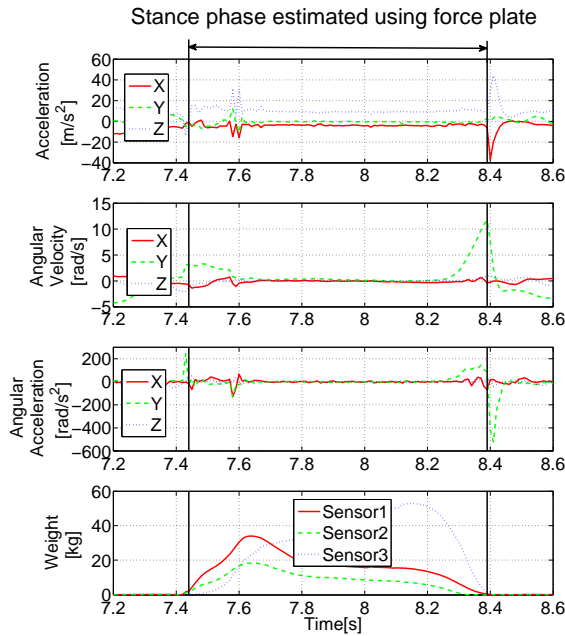 Stance phase estimated using force plate
Acceleration
[m/s²]
60
40
20
0
−20
−40
X
Y
Z
7.2 7.4 7.6 7.8 8 8.2 8.4 8.6
Angular
Velocity
[rad/s]
15
10
5
0
−5
X
Y
Z
7.2 7.4 7.6 7.8 8 8.2 8.4 8.6
Angular
Acceleration
[rad/s²]
200
0
−200
−400
−600
X
Y
Z
7.2 7.4 7.6 7.8 8 8.2 8.4 8.6
Weight
[kg]
60
40
20
0
Sensor1
Sensor2
Sensor3
7.2 7.4 7.6 7.8 8 8.2 8.4 8.6
Time[s]